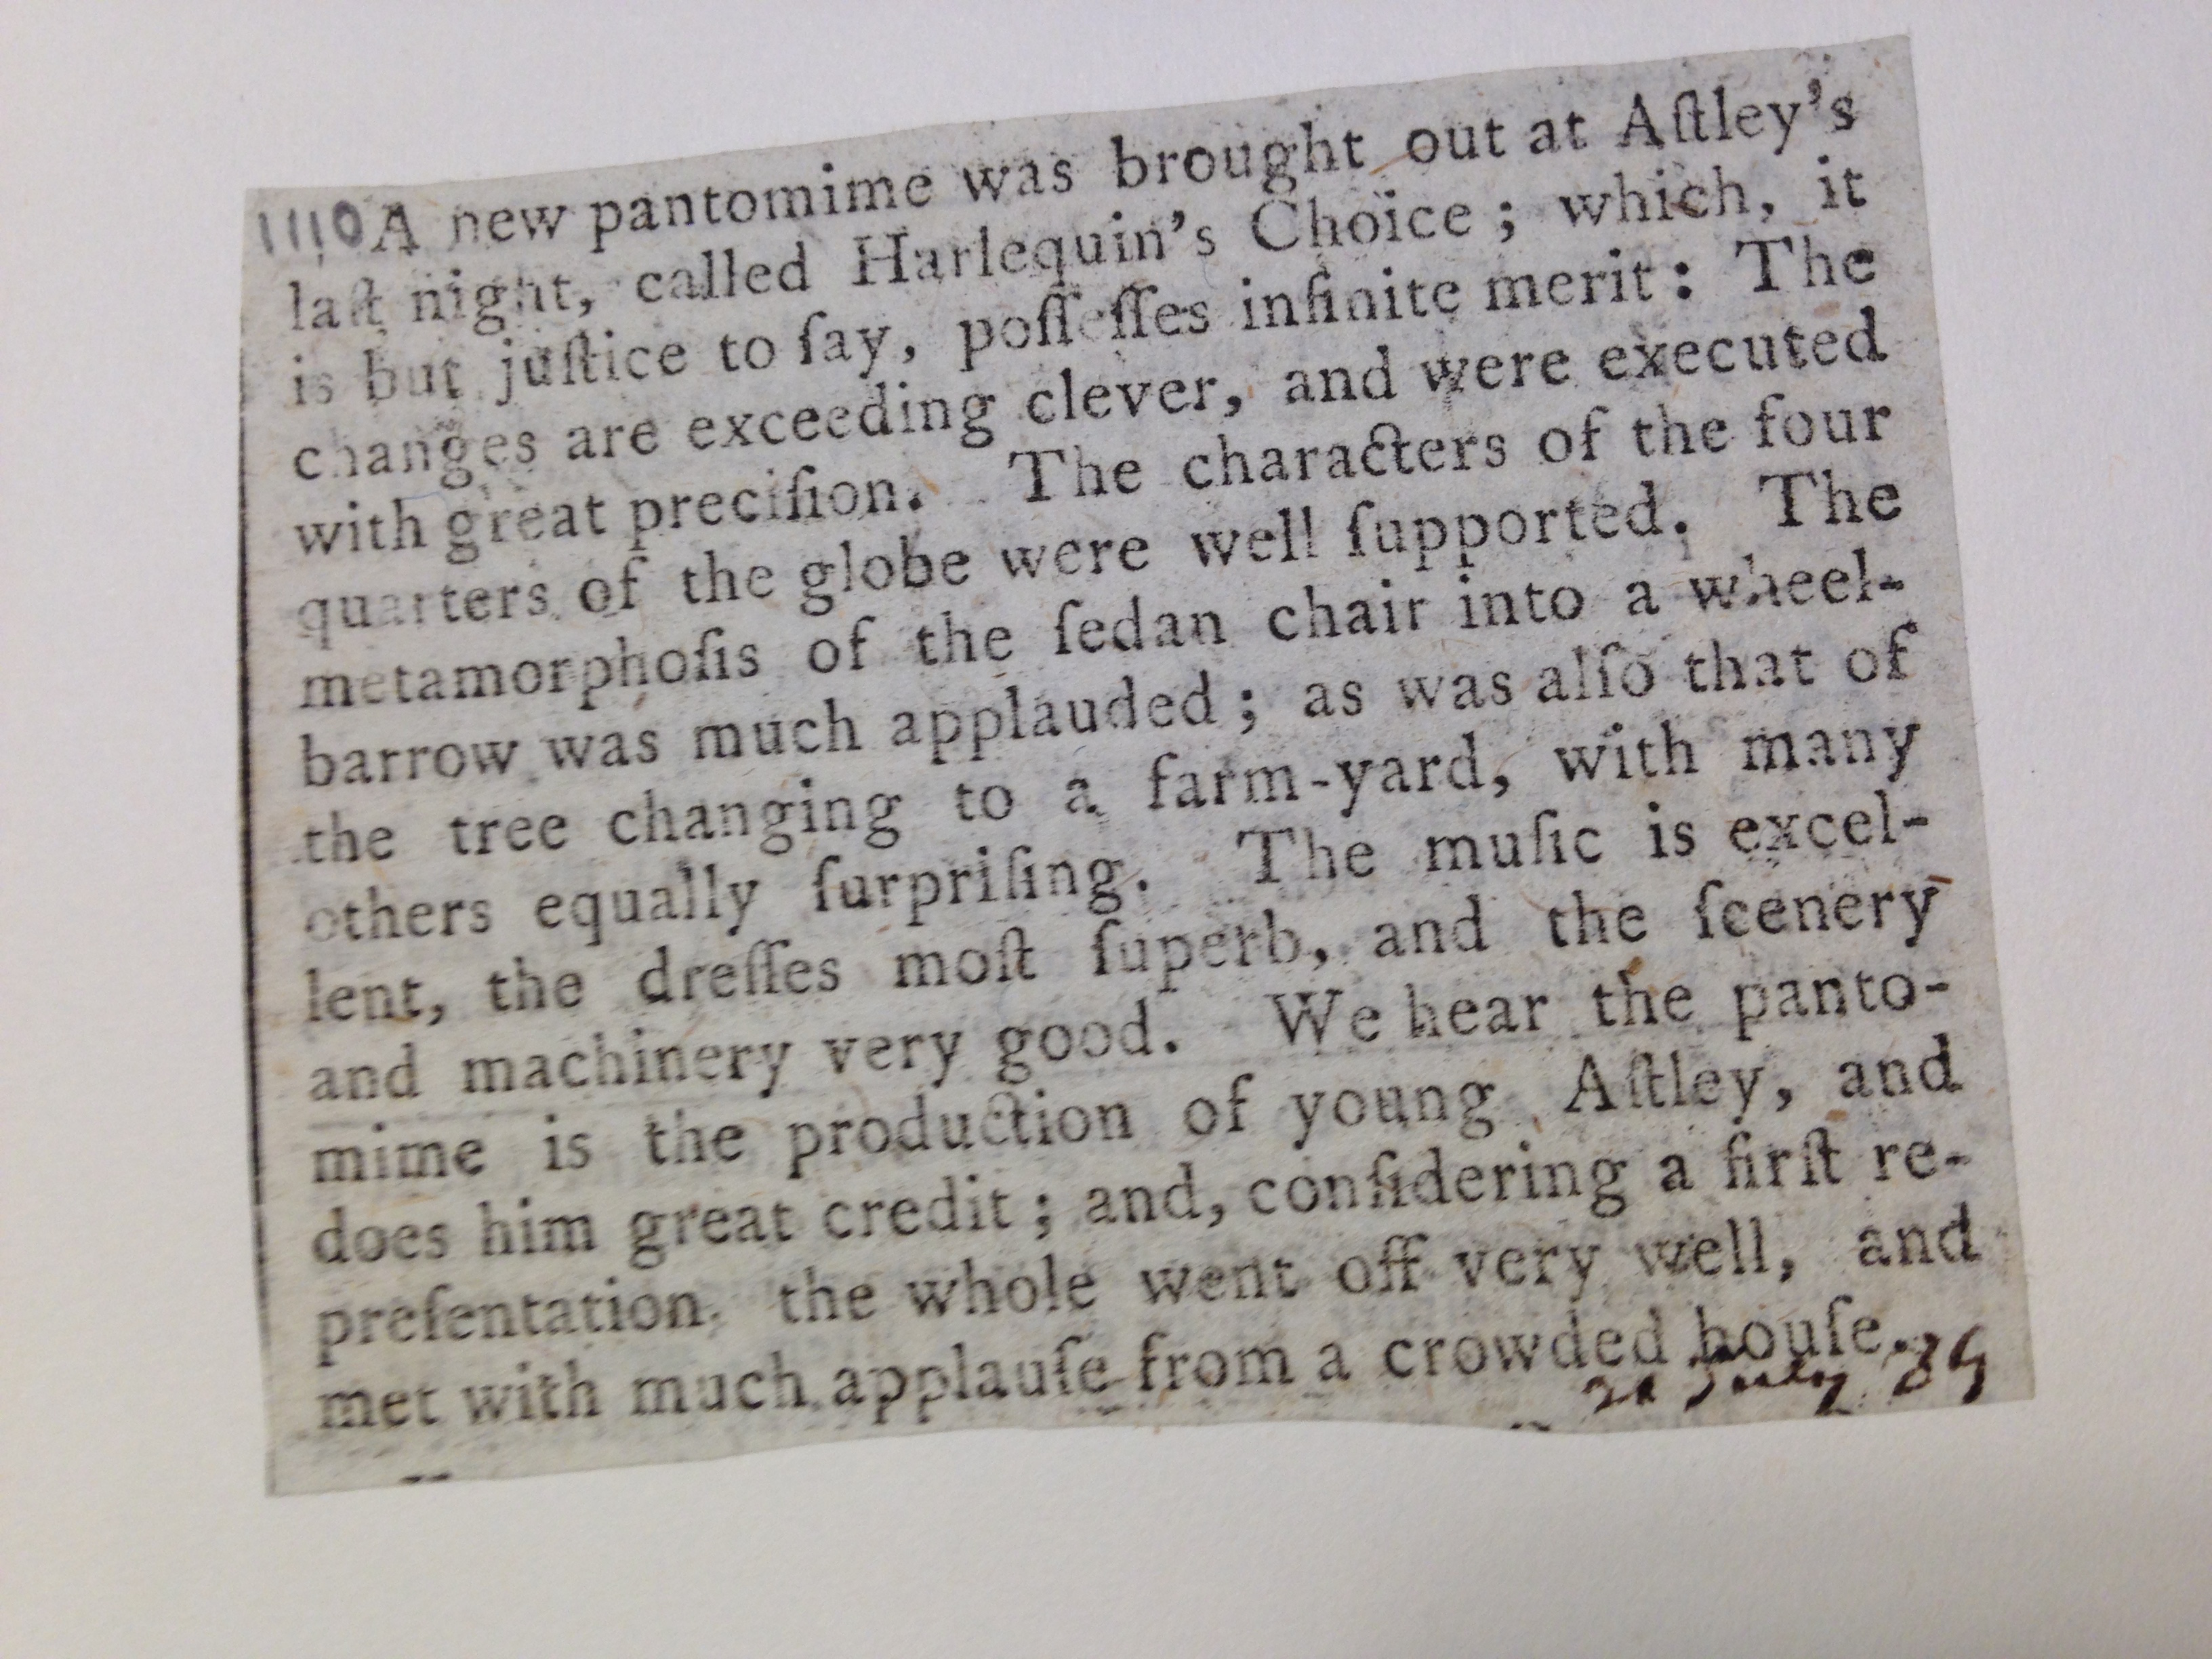 1110 A new pantomime was brought out at Aſtley's
laſt night, called Harlequin's Choice; which, it
is but juſtice to ſay, poſſeſſes infinite merit: The
changes are exceeding clever, and were executed
with great preciſion. The characters of the four
quarters of the globe were well ſupported. The
metamorphoſis of the ſedan chair into a wheel-
barrow was much applauded; as was alſo that of
the tree changing to a farm-yard, with many
others equally ſurpriſing. The muſic is excel-
lent, the dreſſes moſt ſuperb, and the ſcenery
and machinery very good. We hear the panto-
mime is the production of young Aſtley, and
does him great credit; and, conſidering a firſt re-
preſentation, the whole went off very well, and
met with much applauſe from a crowded houſe.
July